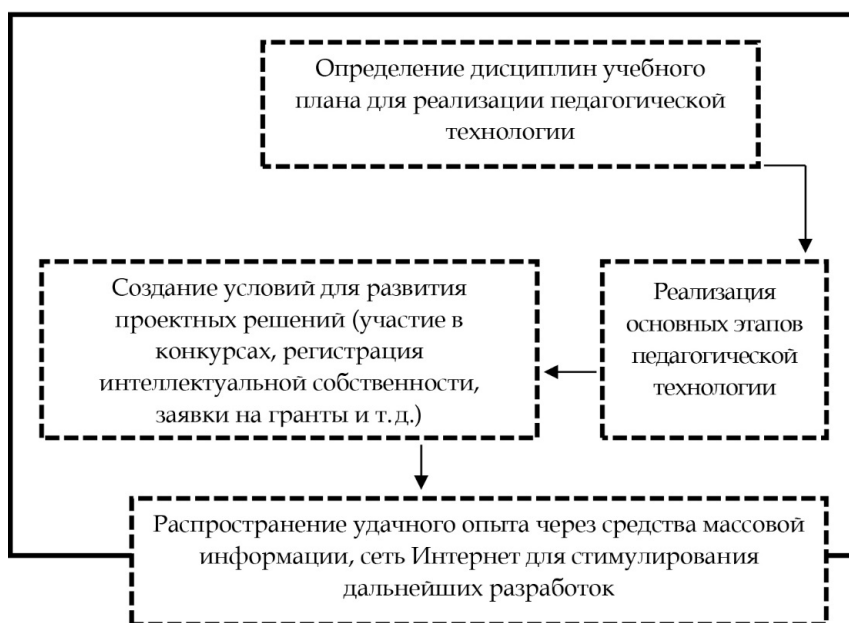 Определение дисциплин учебного
плана для реализации педагогической
технологии
Реализация
основных этапов
педагогической
технологии
Создание условий для развития
проектных решений (участие в
конкурсах, регистрация
интеллектуальной собственности,
заявки на гранты и т.д.)
Распространение удачного опыта через средства массовой
информации, сеть Интернет для стимулирования
дальнейших разработок